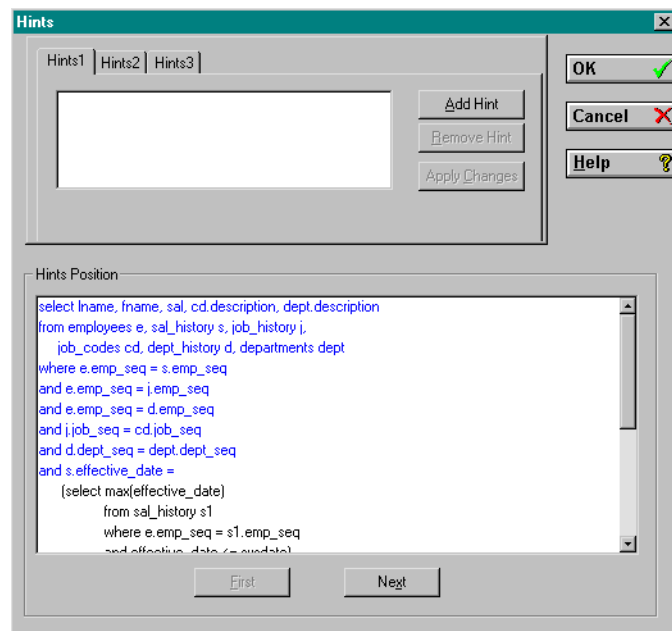 Hints
Hints1 Hints2 Hints3
Add Hint
Remove Hint
Apply Changes
OK
Cancel
Help
Hints Position
select lname, fname, sal, cd.description, dept.description
from employees e, sal_history s, job_history j,
job_codes cd, dept_history d, departments dept
where e.emp_seq = s.emp_seq
and e.emp_seq = j.emp_seq
and e.emp_seq = d.emp_seq
and j.job_seq = cd.job_seq
and d.dept_seq = dept.dept_seq
and s.effective_date =
(select max(effective_date)
from sal_history s1
where e.emp_seq = s1.emp_seq
and effective_date <= sysdate)
First Next